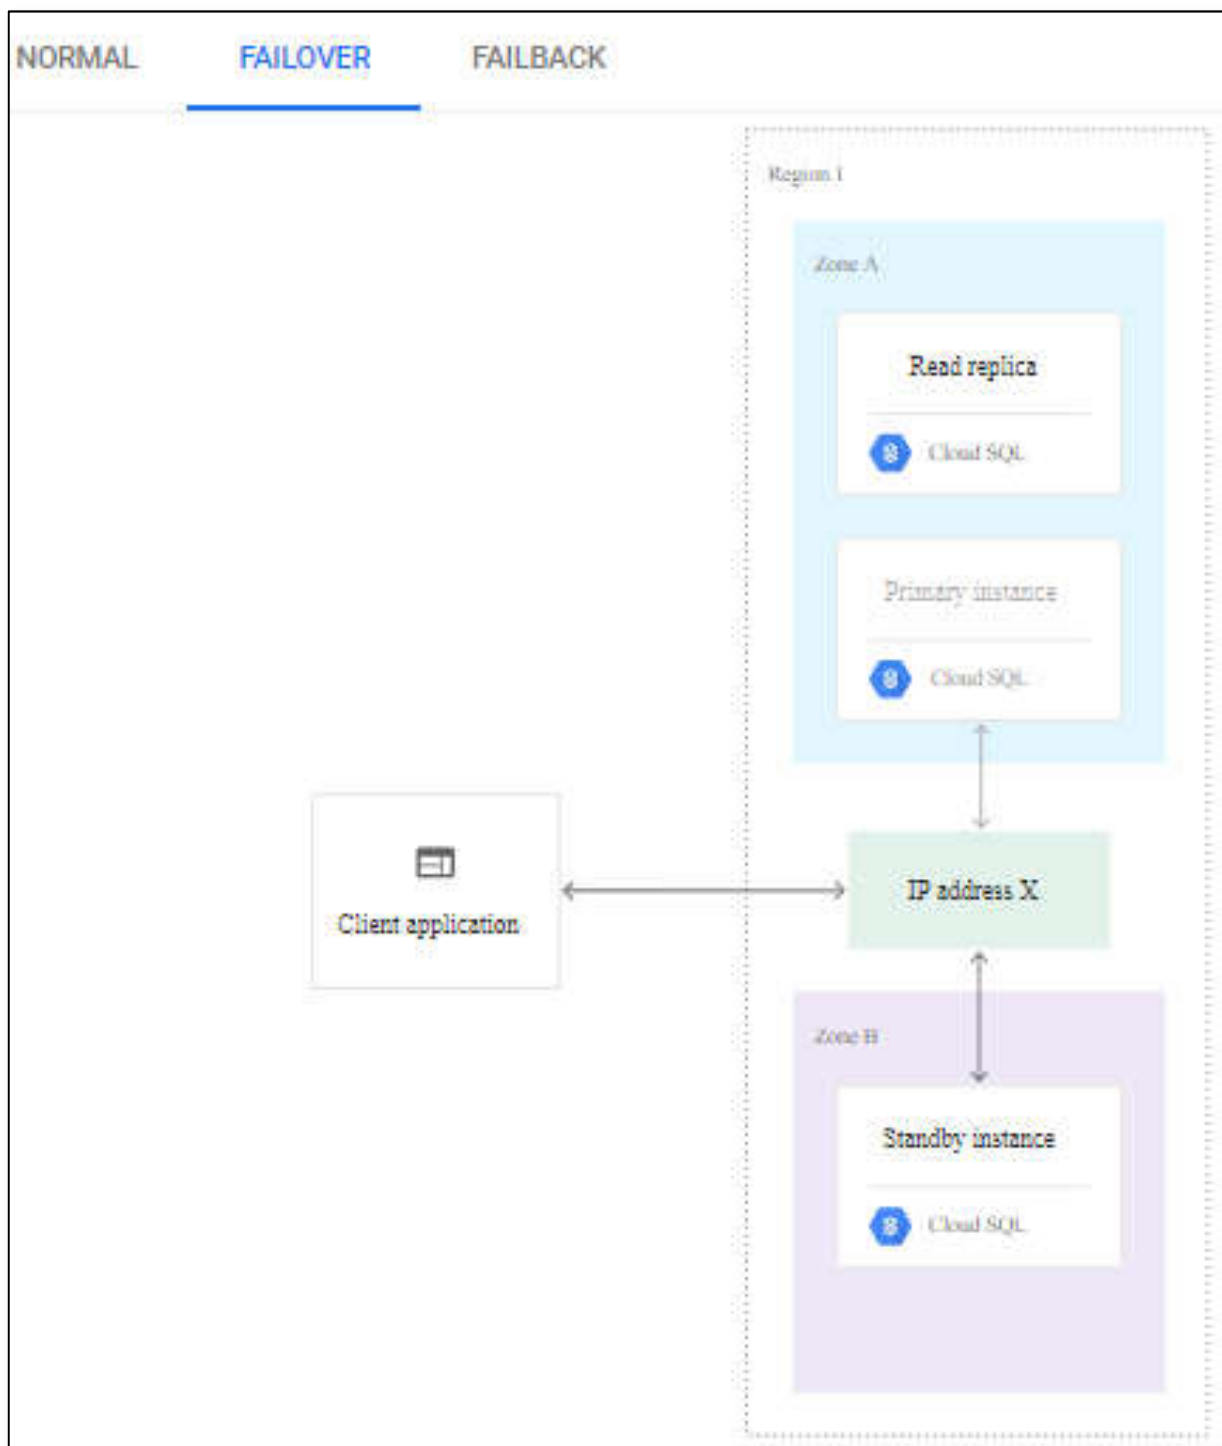 NORMAL FAILOVER FAILBACK
Region 1
Zone A
Read replica
Cloud SQL
Primary instance
Cloud SQL
Client application
IP address X
Zone B
Standby instance
Cloud SQL